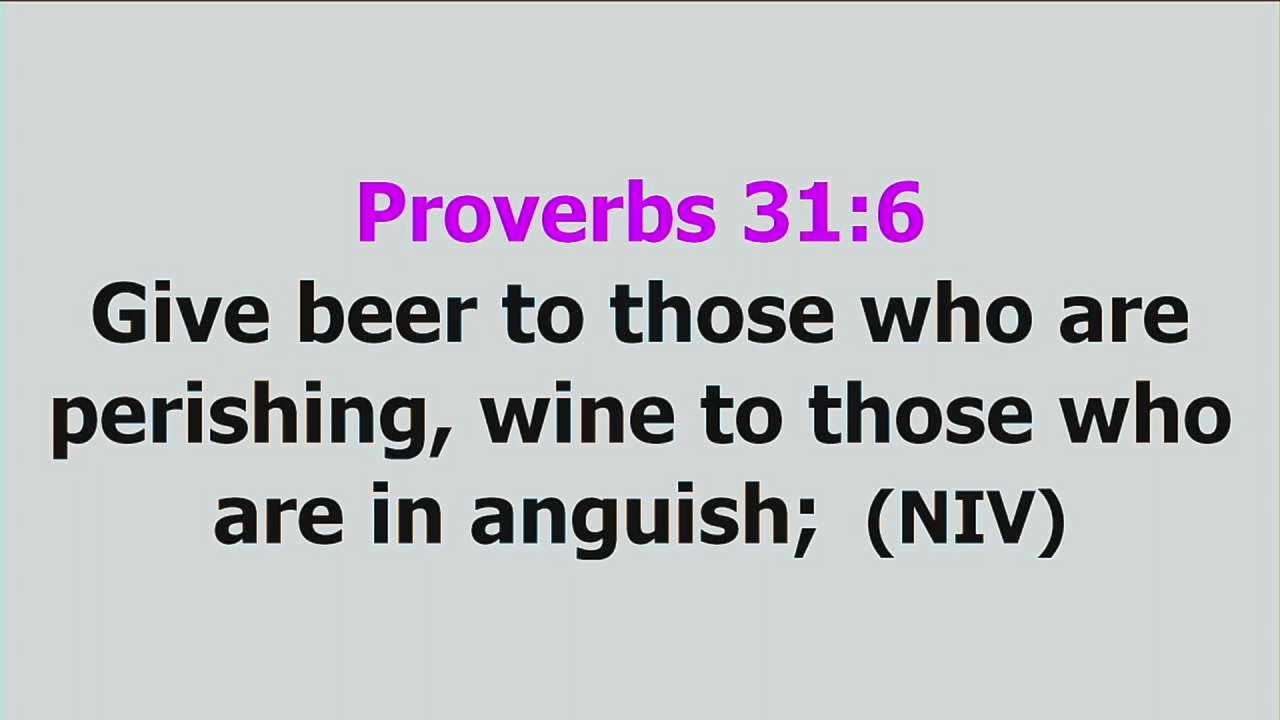 Proverbs 31:6
Give beer to those who are
perishing, wine to those who
are in anguish;  (NIV)